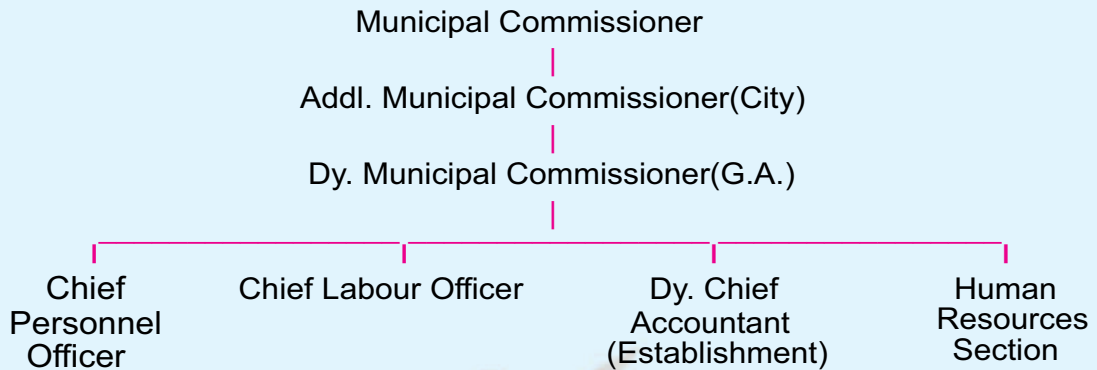 Municipal Commissioner
Addl. Municipal Commissioner(City)
Dy. Municipal Commissioner(G.A.)
Chief
Personnel
Officer
Chief Labour Officer
Dy. Chief
Accountant
(Establishment)
Human
Resources
Section